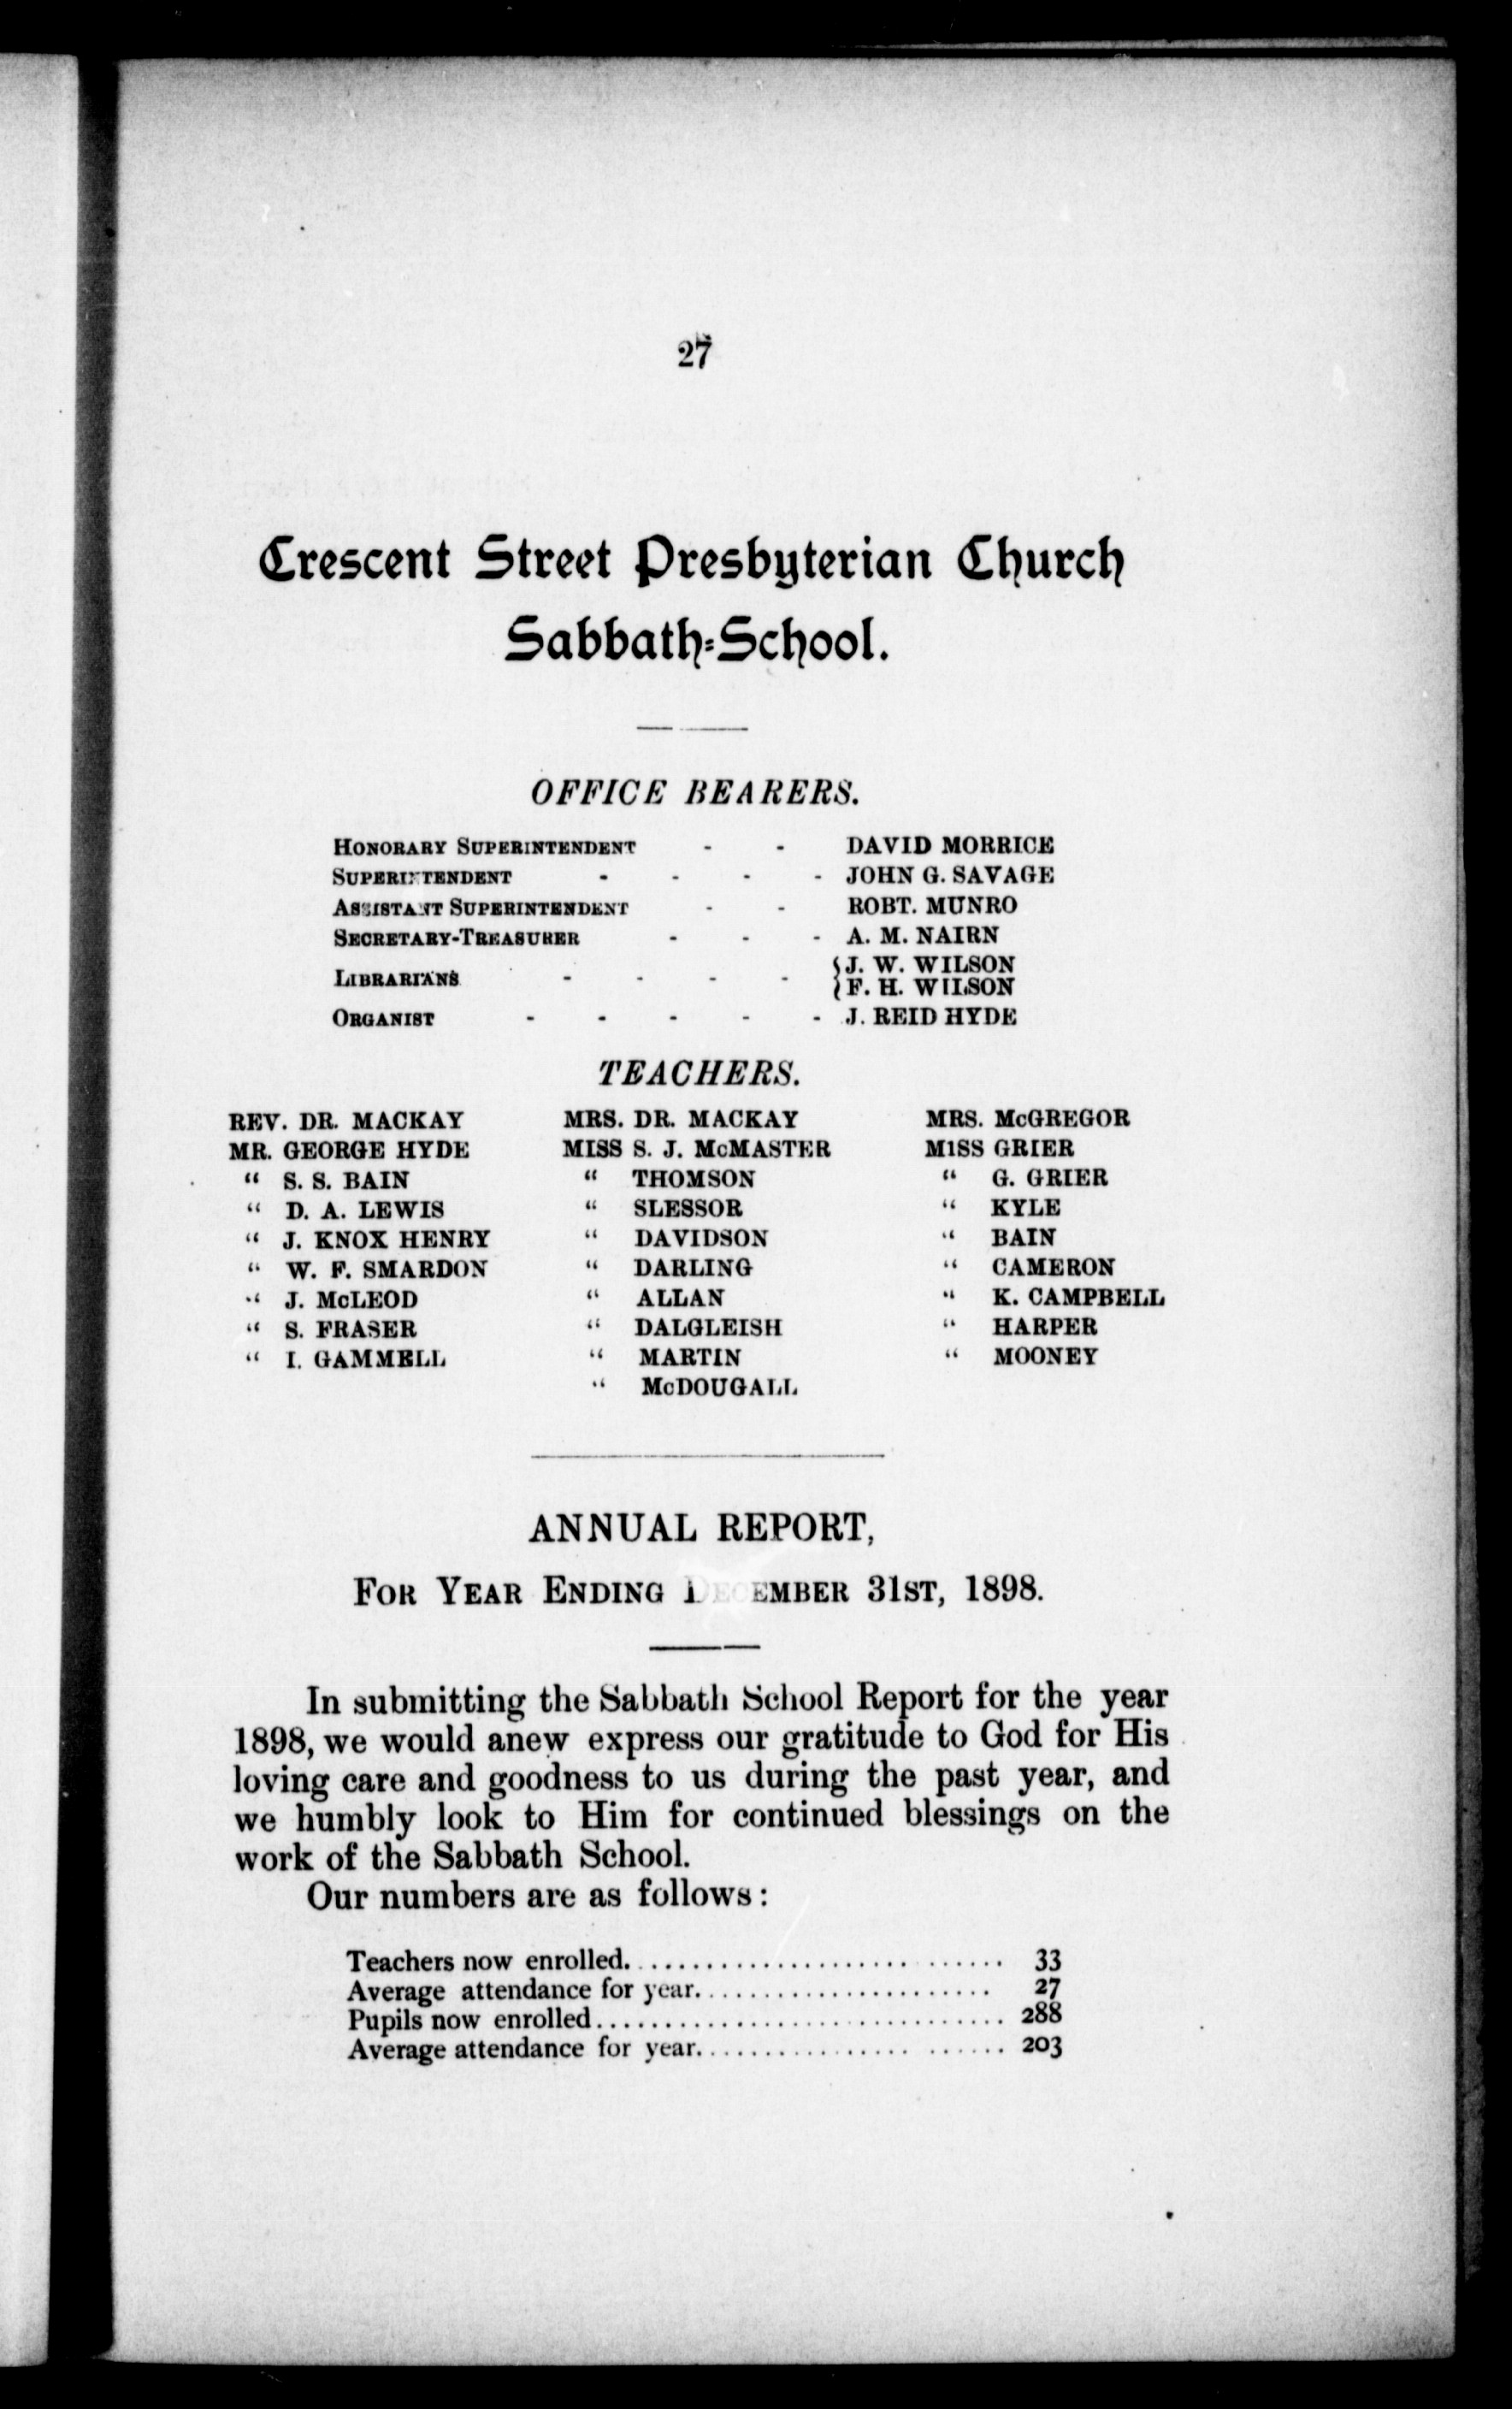 27
Crescent Street Presbyterian Church
Sabbath=School.
OFFICE BEARERS.
HONORARY SUPERINTENDENT - - DAVID MORRICE
SUPERINTENDENT - - - - JOHN G. SAVAGE
ASSISTANT SUPERINTENDENT - - ROBT. MUNRO
SECRETARY-TREASURER - - - A. M. NAIRN
LIBRARIANS - - - - { J. W. WILSON
F. H. WILSON
ORGANIST - - - - - J. REID HYDE
TEACHERS.
REV. DR. MACKAY MRS. DR. MACKAY MRS. McGREGOR
MR. GEORGE HYDE MISS S. J. McMASTER MISS GRIER
" S. S. BAIN " THOMSON " G. GRIER
" D. A. LEWIS " SLESSOR " KYLE
" J. KNOX HENRY " DAVIDSON " BAIN
" W. F. SMARDON " DARLING " CAMERON
" J. McLEOD " ALLAN " K. CAMPBELL
" S. FRASER " DALGLEISH " HARPER
" I. GAMMELL " MARTIN " MOONEY
" McDOUGALL
ANNUAL REPORT,
FOR YEAR ENDING DECEMBER 31ST, 1898.
In submitting the Sabbath School Report for the year
1898, we would anew express our gratitude to God for His
loving care and goodness to us during the past year, and
we humbly look to Him for continued blessings on the
work of the Sabbath School.
Our numbers are as follows:
Teachers now enrolled............................ 33
Average attendance for year...................... 27
Pupils now enrolled.............................. 288
Average attendance for year...................... 203